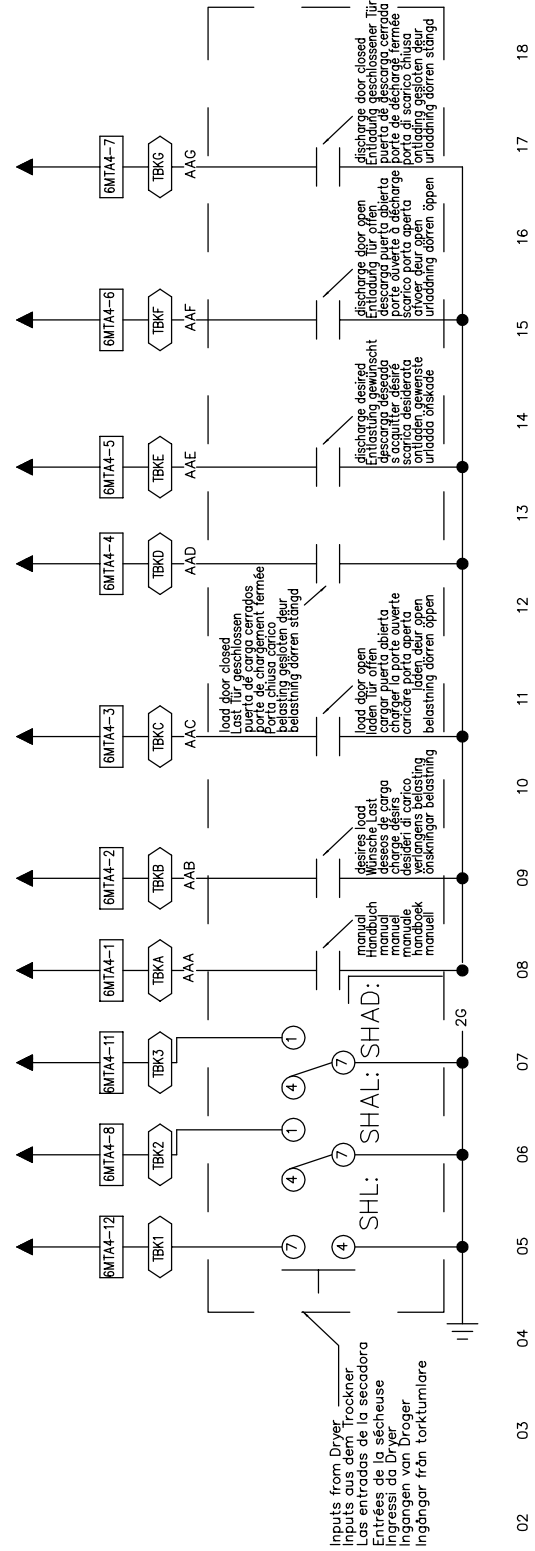 6MTA4-12
6MTA4-8
6MTA4-11
6MTA4-1
6MTA4-2
6MTA4-3
6MTA4-4
6MTA4-5
6MTA4-6
6MTA4-7
TBK1
TBK2
TBK3
TBKA
TBKB
TBKC
TBKD
TBKE
TBKF
TBKG
AAA
AAB
AAC
AAD
AAE
AAF
AAG
load door closed
Last Tür geschlossen
puerta de carga cerrados
porte de chargement fermée
Porta chiusa carico
belasting gesloten deur
belastning dörren stängd
7
4
4
1
7
4
1
7
SHL:
SHAL:
SHAD:
Inputs from Dryer
Inputs aus dem Trockner
Las entradas de la secadora
Entrées de la sécheuse
Ingressi da Dryer
Ingangen van Droger
Ingångar från torktumlare
manual
Handbuch
manual
manuel
manuale
handboek
manuell
desires load
Wünsche Last
deseos de carga
charge désirs
desideri di carico
verlangens belasting
önskningar belastning
load door open
laden Tür offen
cargar puerta abierta
charger la porte ouverte
caricare porta aperta
laden deur open
belastning dörren öppen
discharge desired
Entlastung gewünscht
descarga deseada
s acquitter désiré
scarica desiderata
ontladen gewenste
urladda önskade
discharge door open
Entladung Tür offen
descarga puerta abierta
porte ouverte à décharge
scarico porta aperta
afvoer deur open
urladdning dörren öppen
discharge door closed
Entladung geschlossener Tür
puerta de descarga cerrada
porte de décharge fermée
porta di scarico chiusa
ontlading gesloten deur
urladdning dörren stängd
2G
02
03
04
05
06
07
08
09
10
11
12
13
14
15
16
17
18